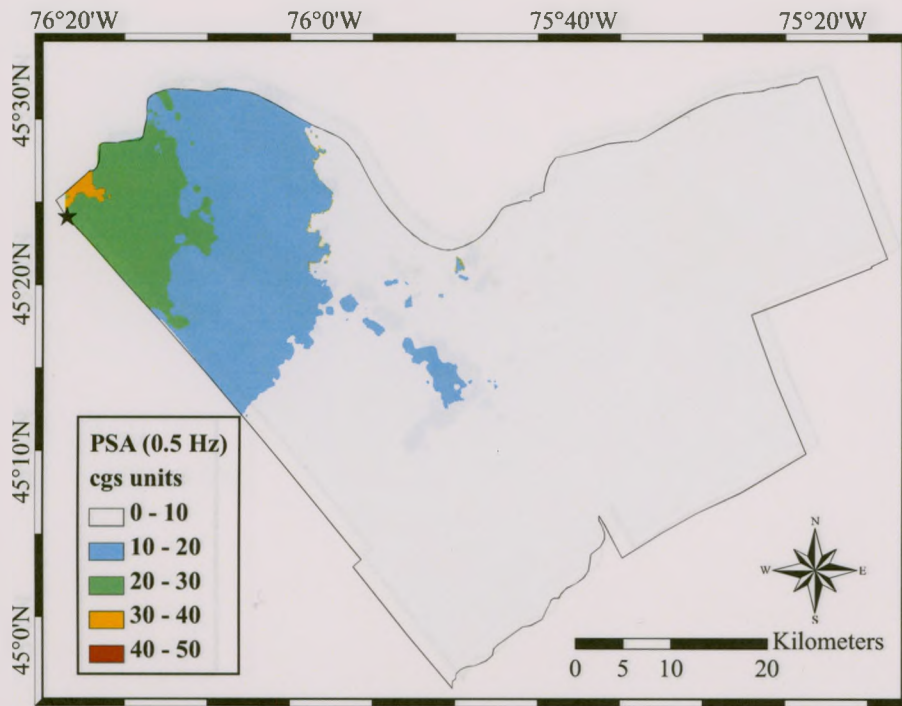 76°20'W 76°0'W 75°40'W 75°20'W
45°30'N
45°20'N
45°10'N
45°0'N
PSA (0.5 Hz)
cgs units
0 - 10
10 - 20
20 - 30
30 - 40
40 - 50
N
W E
S
Kilometers
0 5 10 20